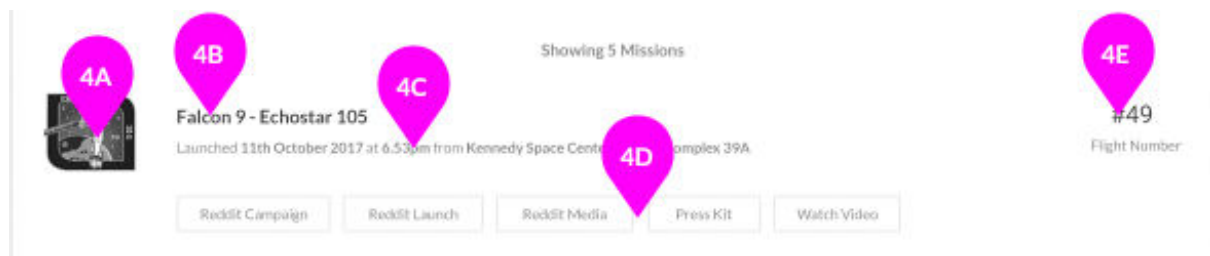 Showing 5 Missions
4A
4B
4C
4D
4E
Falcon 9 - Echostar 105
#49
Launched 11th October 2017 at 6.53pm from Kennedy Space Cente omplex 39A
Flight Number
Reddit Campaign
Reddit Launch
Reddit Media
Press Kit
Watch Video